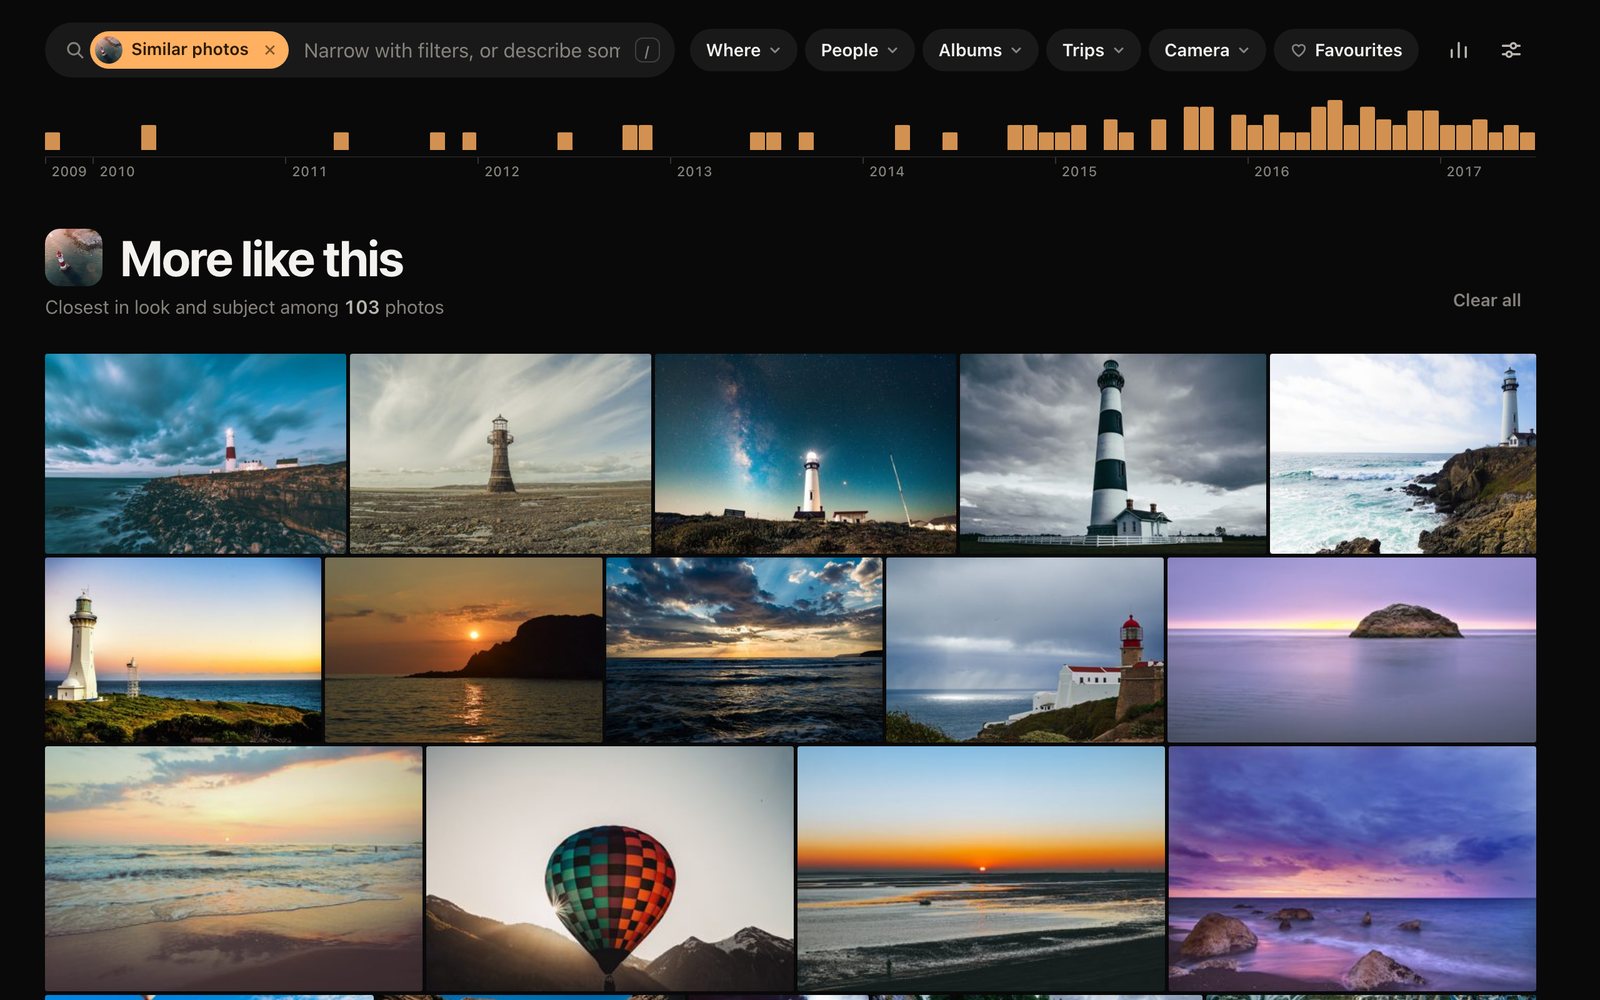 Similar photos
Narrow with filters, or describe som
/
Where
People
Albums
Trips
Camera
Favourites
2009
2010
2011
2012
2013
2014
2015
2016
2017
More like this
Closest in look and subject among 103 photos
Clear all